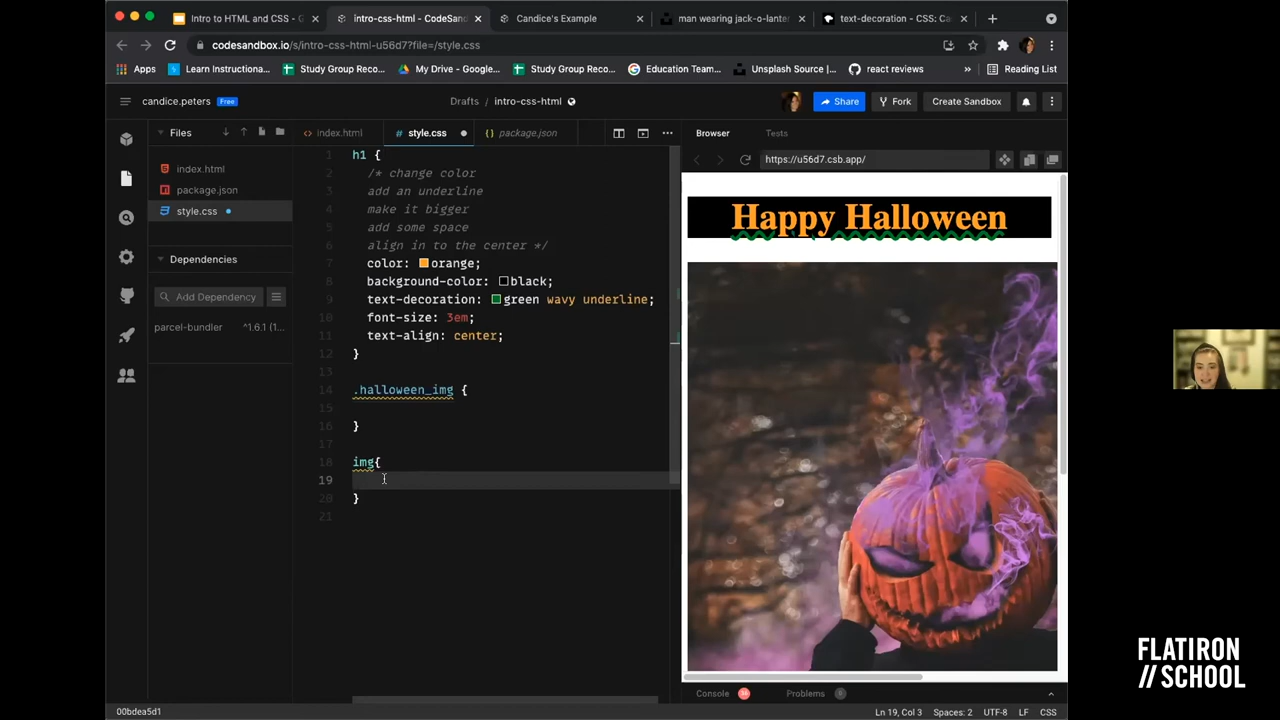 Intro to HTML and CSS - G
intro-css-html - CodeSand
Candice's Example
man wearing jack-o-lanter
text-decoration - CSS: Ca
codesandbox.io/s/intro-css-html-u56d7?file=/style.css
Apps
Learn Instructiona...
Study Group Reco...
My Drive - Google...
Study Group Reco...
Education Team...
Unsplash Source |...
react reviews
»
Reading List
candice.peters Free
Drafts / intro-css-html
Share
Fork
Create Sandbox
Files
index.html
package.json
style.css
Dependencies
Add Dependency
parcel-bundler ^1.6.1 (1...
<> index.html
# style.css
{} package.json
1 h1 {
2 /* change color
3 add an underline
4 make it bigger
5 add some space
6 align in to the center */
7 color: orange;
8 background-color: black;
9 text-decoration: green wavy underline;
10 font-size: 3em;
11 text-align: center;
12 }
13
14 .halloween_img {
15
16 }
17
18 img{
19
20 }
21
Browser
Tests
https://u56d7.csb.app/
Happy Halloween
Console
Problems 0
00bdea5d1
Ln 19, Col 3
Spaces: 2
UTF-8
LF
CSS
FLATIRON
// SCHOOL